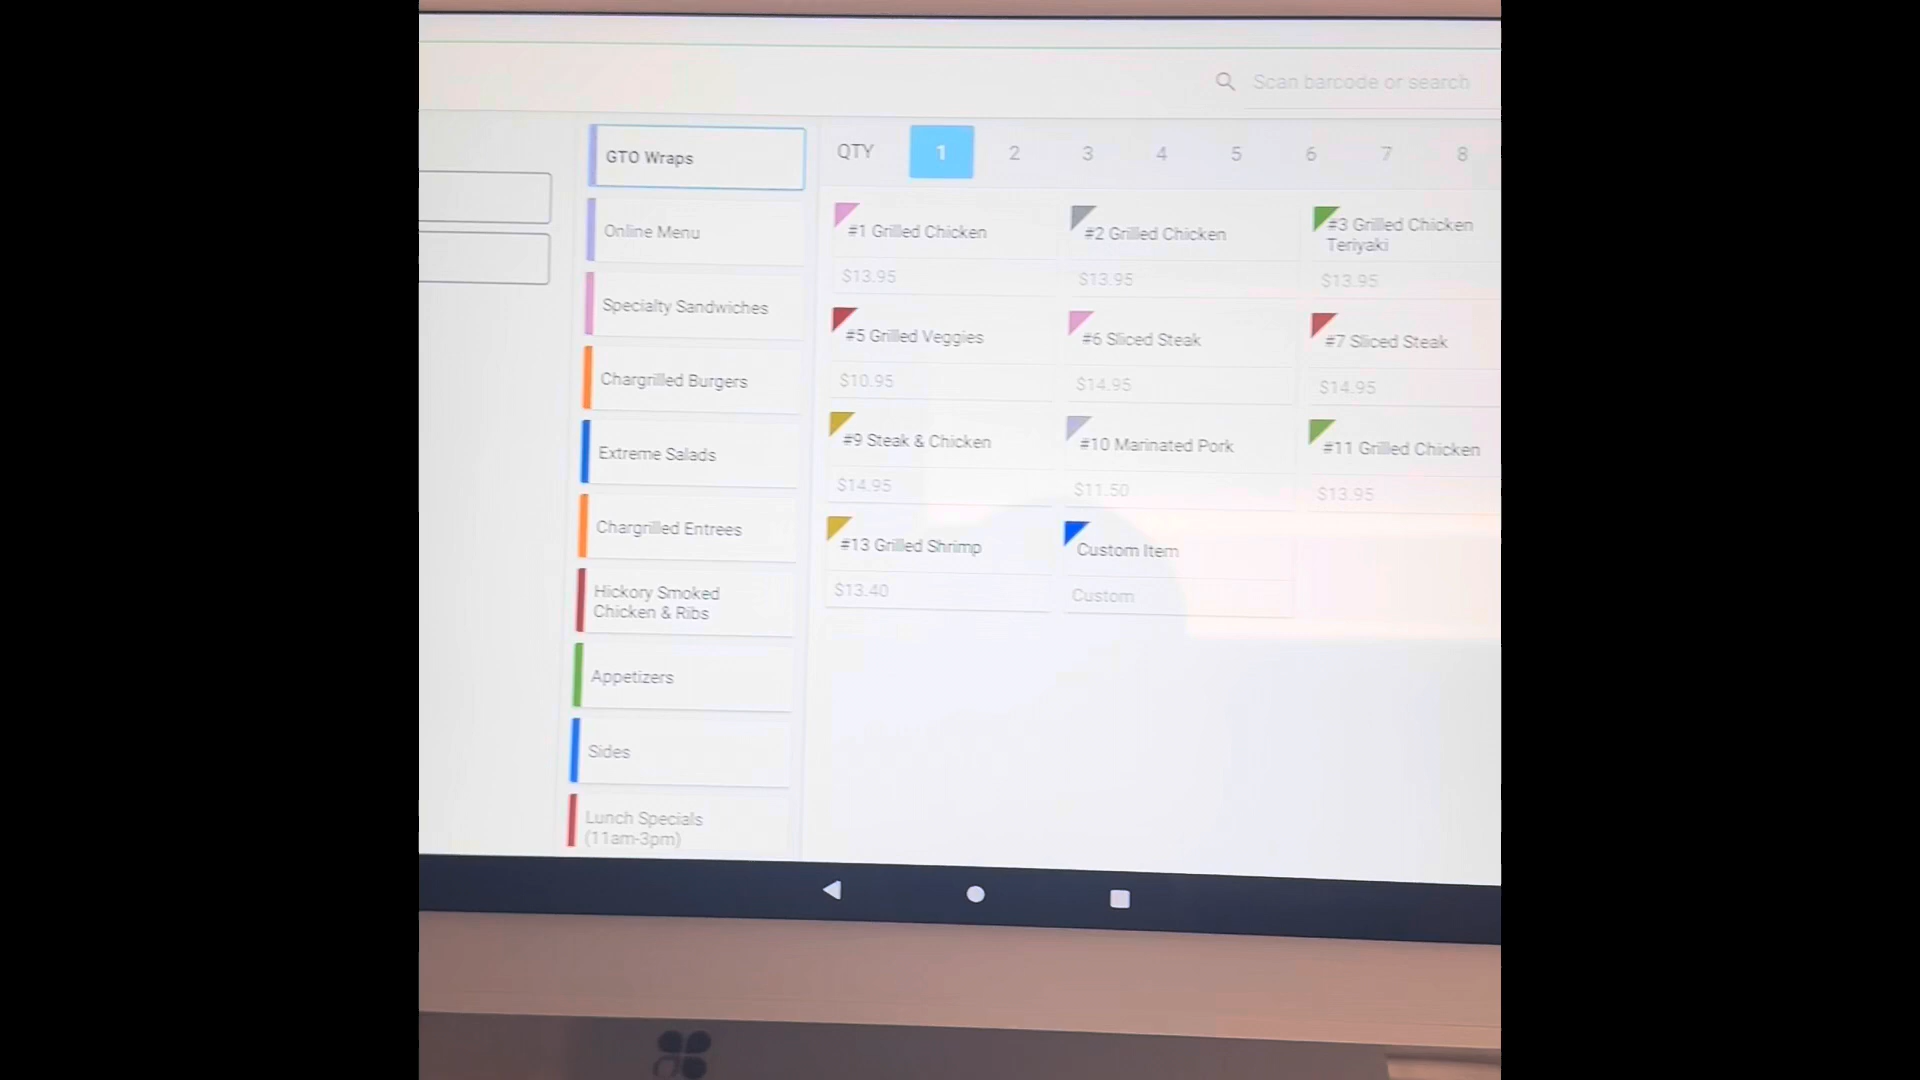 Scan barcode or search
GTO Wraps
Online Menu
Specialty Sandwiches
Chargrilled Burgers
Extreme Salads
Chargrilled Entrees
Hickory Smoked
Chicken & Ribs
Appetizers
Sides
Lunch Specials
(11am-3pm)
QTY 1 2 3 4 5 6 7 8
#1 Grilled Chicken
$13.95
#2 Grilled Chicken
$13.95
#3 Grilled Chicken
Teriyaki
$13.95
#5 Grilled Veggies
$10.95
#6 Sliced Steak
$14.95
#7 Sliced Steak
$14.95
#9 Steak & Chicken
$14.95
#10 Marinated Pork
$11.50
#11 Grilled Chicken
$13.95
#13 Grilled Shrimp
$13.40
Custom Item
Custom